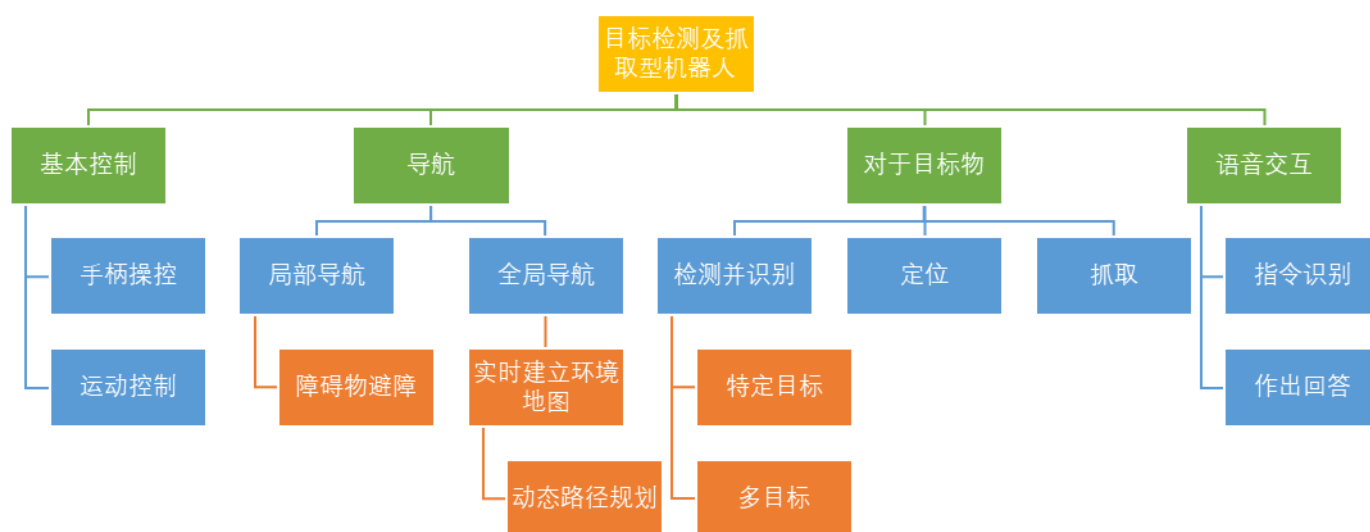 目标检测及抓
取型机器人
基本控制
导航
对于目标物
语音交互
手柄操控
局部导航
全局导航
检测并识别
定位
抓取
指令识别
运动控制
障碍物避障
实时建立环境
地图
特定目标
作出回答
动态路径规划
多目标